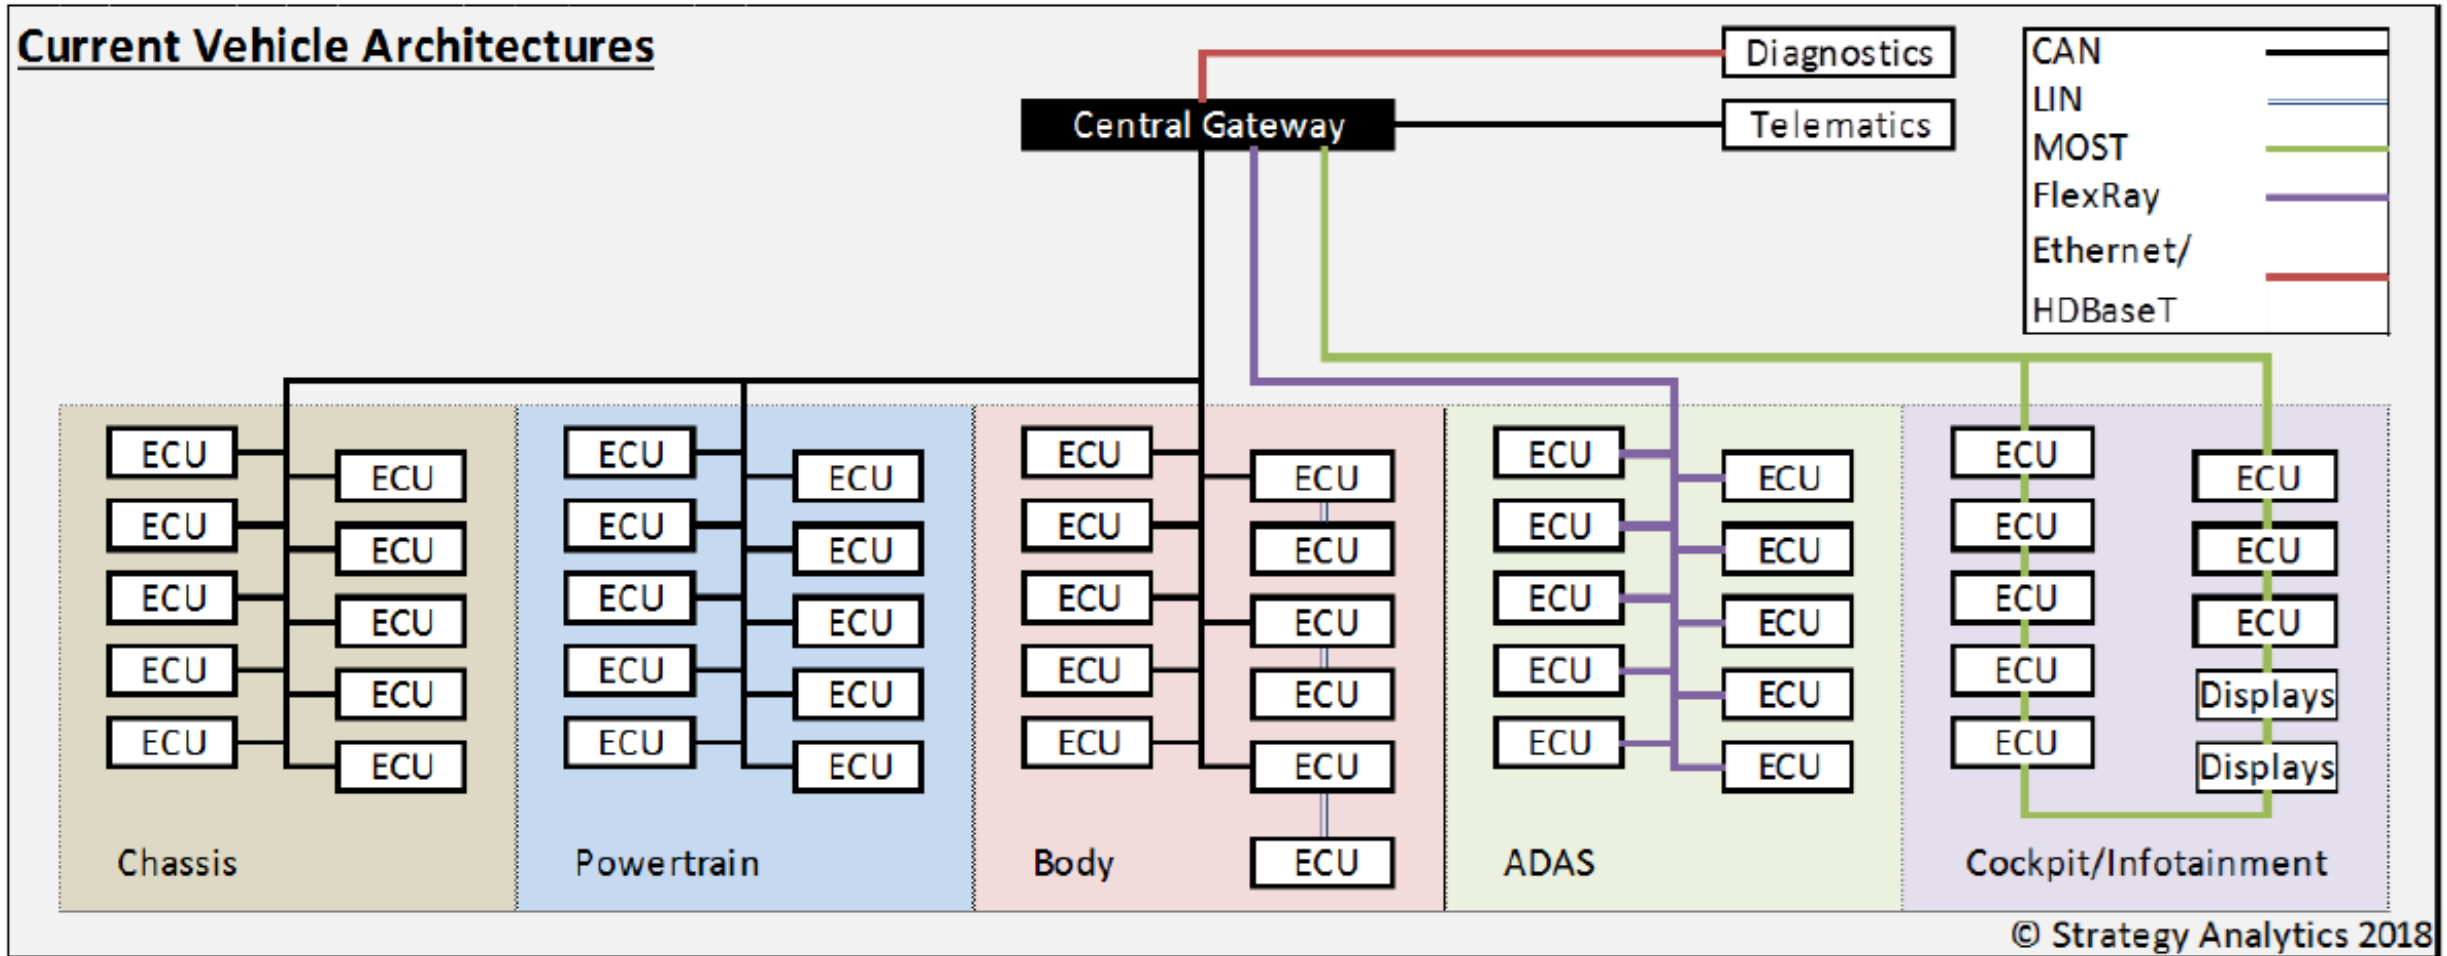 Current Vehicle Architectures
Diagnostics
Central Gateway
Telematics
CAN
LIN
MOST
FlexRay
Ethernet/
HDBaseT
ECU
ECU
ECU
ECU
ECU
ECU
ECU
ECU
ECU
ECU
Chassis
ECU
ECU
ECU
ECU
ECU
ECU
ECU
ECU
ECU
ECU
Powertrain
ECU
ECU
ECU
ECU
ECU
ECU
ECU
ECU
ECU
ECU
ECU
Body
ECU
ECU
ECU
ECU
ECU
ECU
ECU
ECU
ECU
ECU
ADAS
ECU
ECU
ECU
ECU
ECU
ECU
ECU
ECU
Displays
Displays
Cockpit/Infotainment
© Strategy Analytics 2018